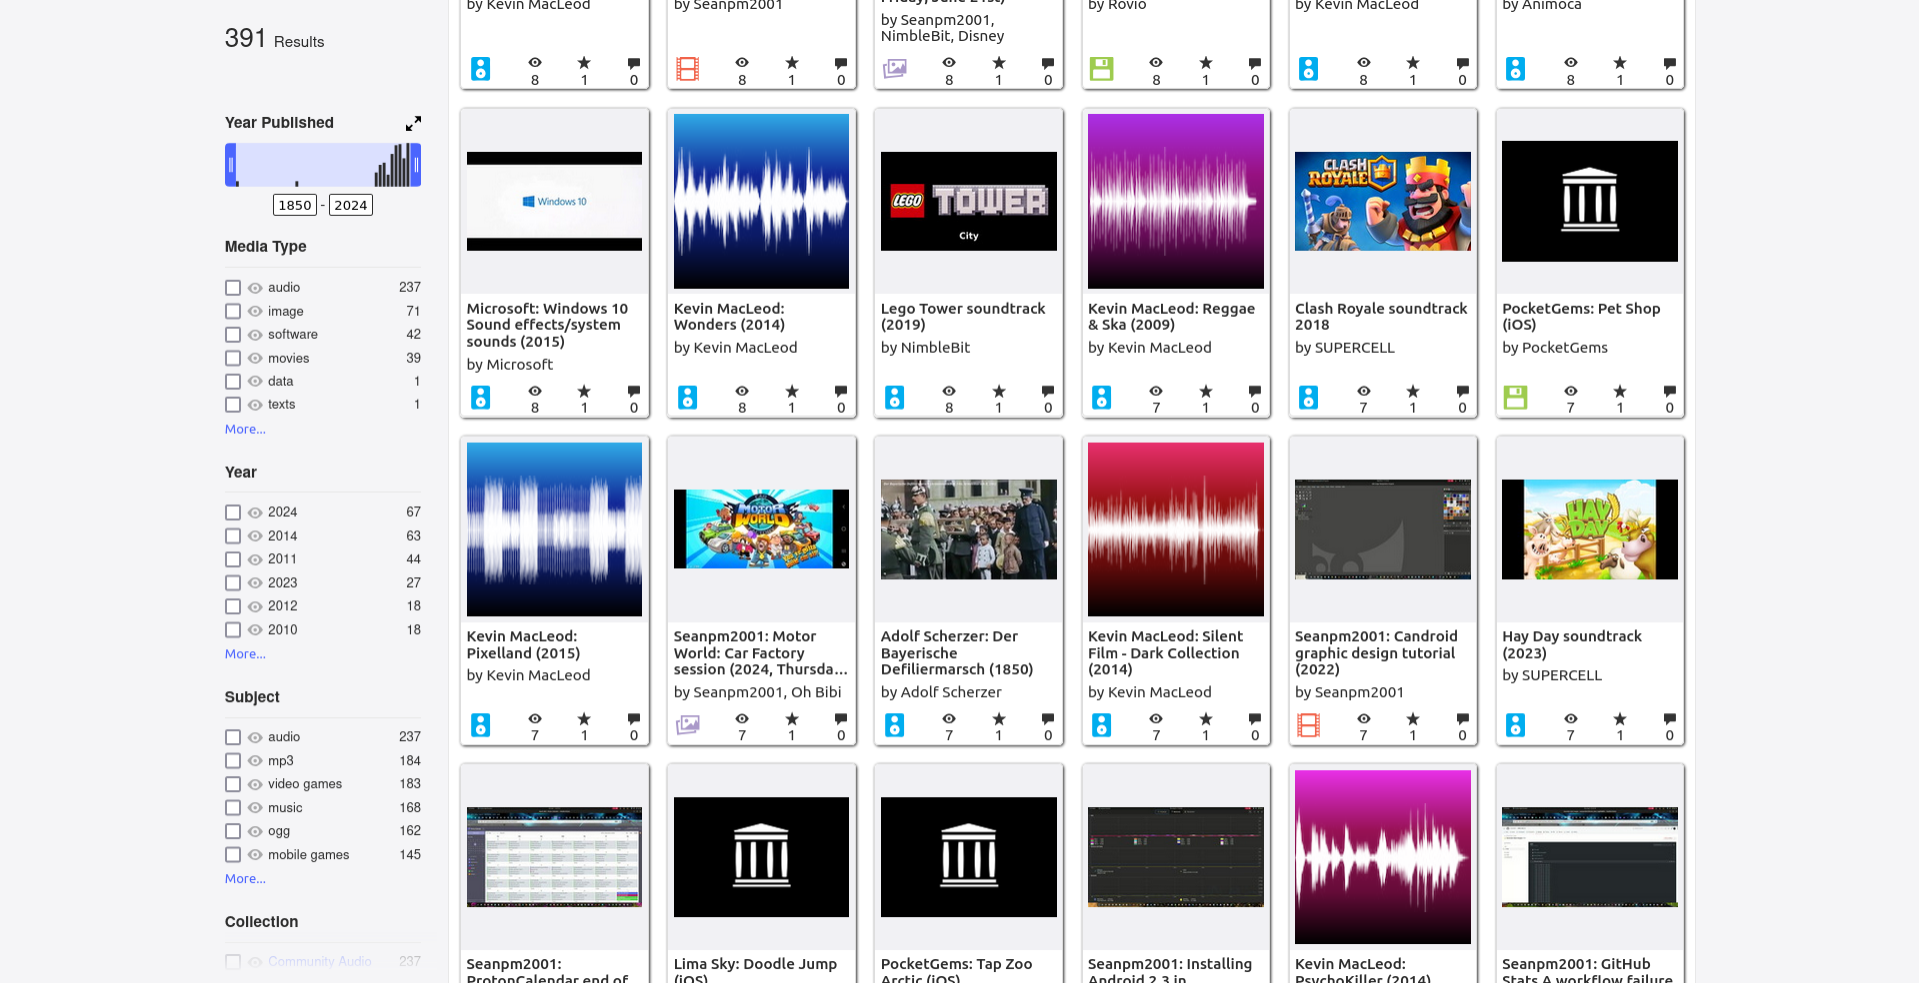 391 Results
Year Published
1850 - 2024
Media Type
audio 237
image 71
software 42
movies 39
data 1
texts 1
More...
Year
2024 67
2014 63
2011 44
2023 27
2012 18
2010 18
More...
Subject
audio 237
mp3 184
video games 183
music 168
ogg 162
mobile games 145
More...
Collection
Community Audio 237
by Kevin MacLeod
8 1 0
by Seanpm2001
8 1 0
by Seanpm2001,
NimbleBit, Disney
8 1 0
by Rovio
8 1 0
by Kevin MacLeod
8 1 0
by Animoca
8 1 0
Windows 10
Microsoft: Windows 10
Sound effects/system
sounds (2015)
by Microsoft
8 1 0
Kevin MacLeod:
Wonders (2014)
by Kevin MacLeod
8 1 0
LEGO TOWER
City
Lego Tower soundtrack
(2019)
by NimbleBit
8 1 0
Kevin MacLeod: Reggae
& Ska (2009)
by Kevin MacLeod
7 1 0
CLASH
ROYALE
Clash Royale soundtrack
2018
by SUPERCELL
7 1 0
PocketGems: Pet Shop
(iOS)
by PocketGems
7 1 0
Kevin MacLeod:
Pixelland (2015)
by Kevin MacLeod
7 1 0
MOTOR
WORLD
Seanpm2001: Motor
World: Car Factory
session (2024, Thursda...
by Seanpm2001, Oh Bibi
7 1 0
Adolf Scherzer: Der
Bayerische
Defiliermarsch (1850)
by Adolf Scherzer
7 1 0
Kevin MacLeod: Silent
Film - Dark Collection
(2014)
by Kevin MacLeod
7 1 0
Seanpm2001: Candroid
graphic design tutorial
(2022)
by Seanpm2001
7 1 0
HAY
DAY
Hay Day soundtrack
(2023)
by SUPERCELL
7 1 0
Seanpm2001:
ProtonCalendar end of
Lima Sky: Doodle Jump
(iOS)
PocketGems: Tap Zoo
Arctic (iOS)
Seanpm2001: Installing
Android 2.3 in
Kevin MacLeod:
PsychoKiller (2014)
Seanpm2001: GitHub
Stats A workflow failure